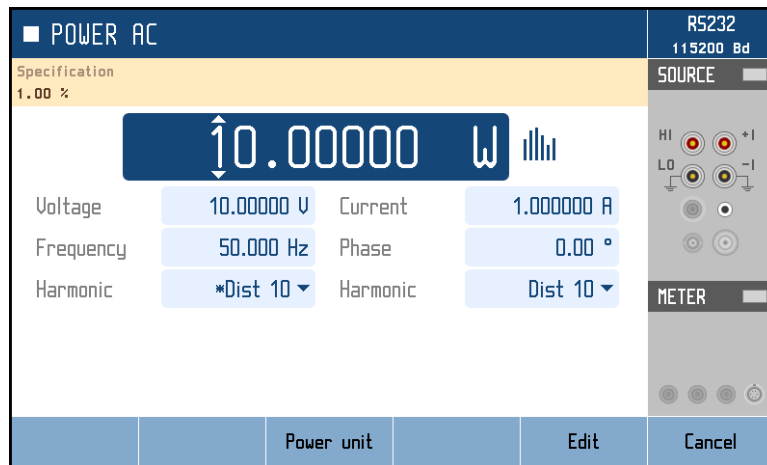 ■ POWER AC
RS232
115200 Bd
Specification
1.00 %
SOURCE
10.00000 W
HI
+I
LO
-I
Voltage 10.00000 V Current 1.000000 A
Frequency 50.000 Hz Phase 0.00 °
Harmonic *Dist 10 Harmonic Dist 10
METER
Power unit Edit Cancel